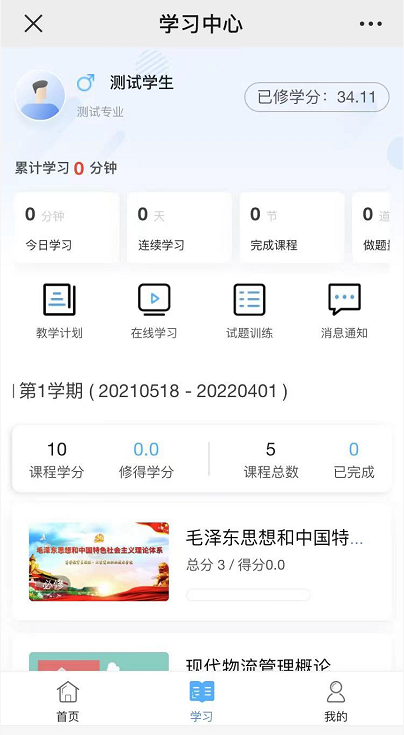 学习中心
测试学生
测试专业
已修学分：34.11
累计学习 0 分钟
0 分钟
0 天
0 节
0 道
今日学习
连续学习
完成课程
做题
教学计划
在线学习
试题训练
消息通知
第1学期 ( 20210518 - 20220401 )
10
0.0
5
0
课程学分
修得学分
课程总数
已完成
毛泽东思想和中国特色社会主义理论体系
必修
毛泽东思想和中国特...
总分 3 / 得分0.0
现代物流管理概论
首页
学习
我的